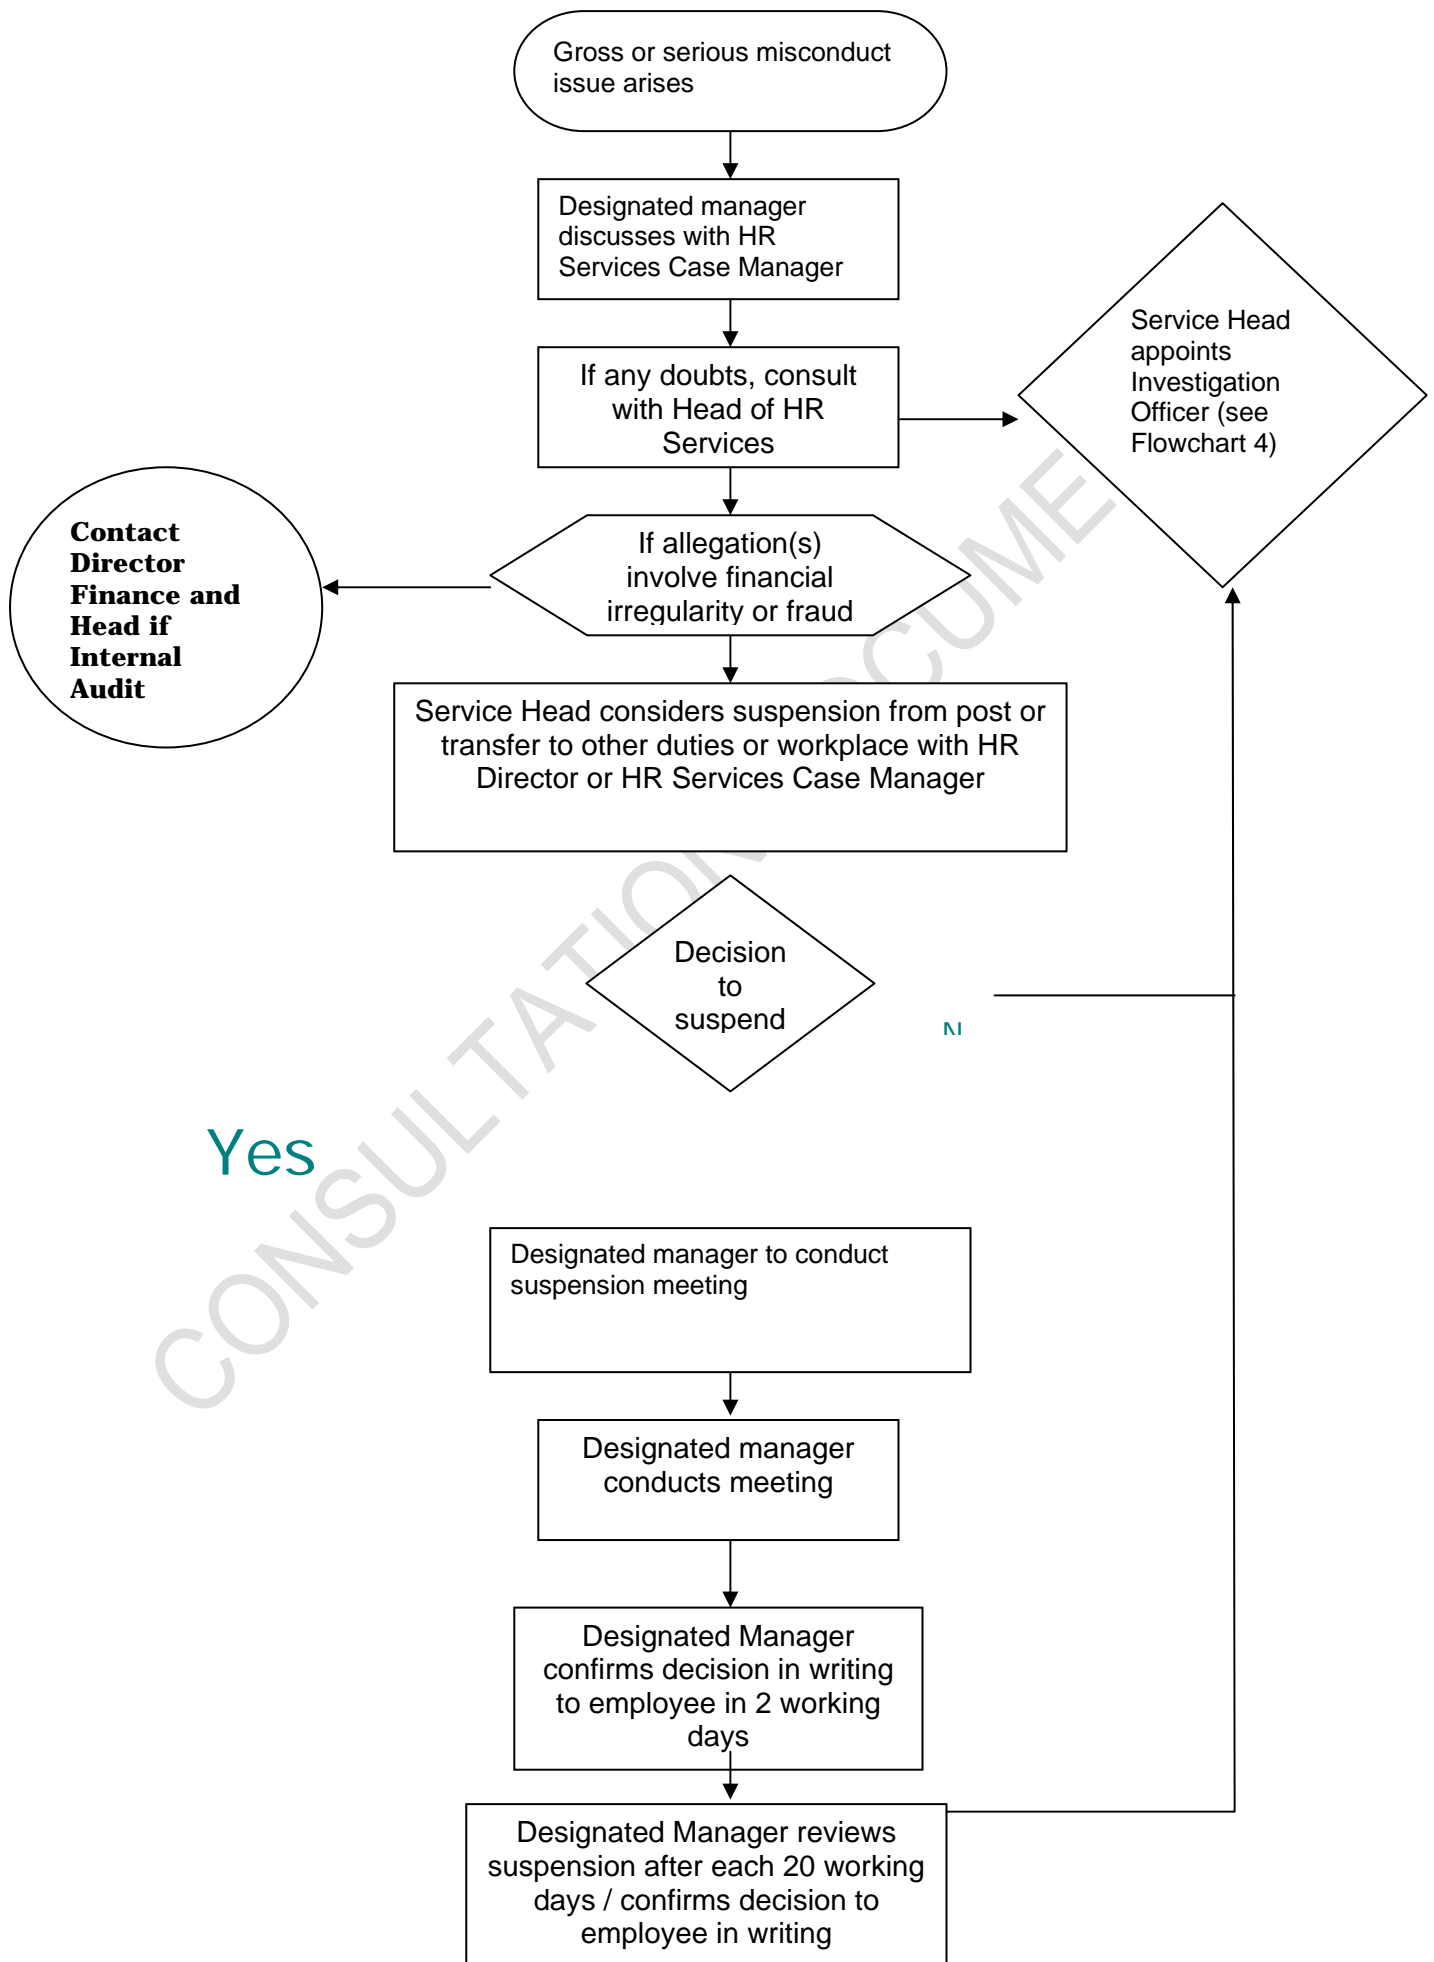 Gross or serious misconduct
issue arises
Designated manager
discusses with HR
Services Case Manager
If any doubts, consult
with Head of HR
Services
Service Head
appoints
Investigation
Officer (see
Flowchart 4)
If allegation(s)
involve financial
irregularity or fraud
Contact
Director
Finance and
Head if
Internal
Audit
Service Head considers suspension from post or
transfer to other duties or workplace with HR
Director or HR Services Case Manager
Decision
to
suspend
Yes
Designated manager to conduct
suspension meeting
Designated manager
conducts meeting
Designated Manager
confirms decision in writing
to employee in 2 working
days
Designated Manager reviews
suspension after each 20 working
days / confirms decision to
employee in writing
CONSULTATION